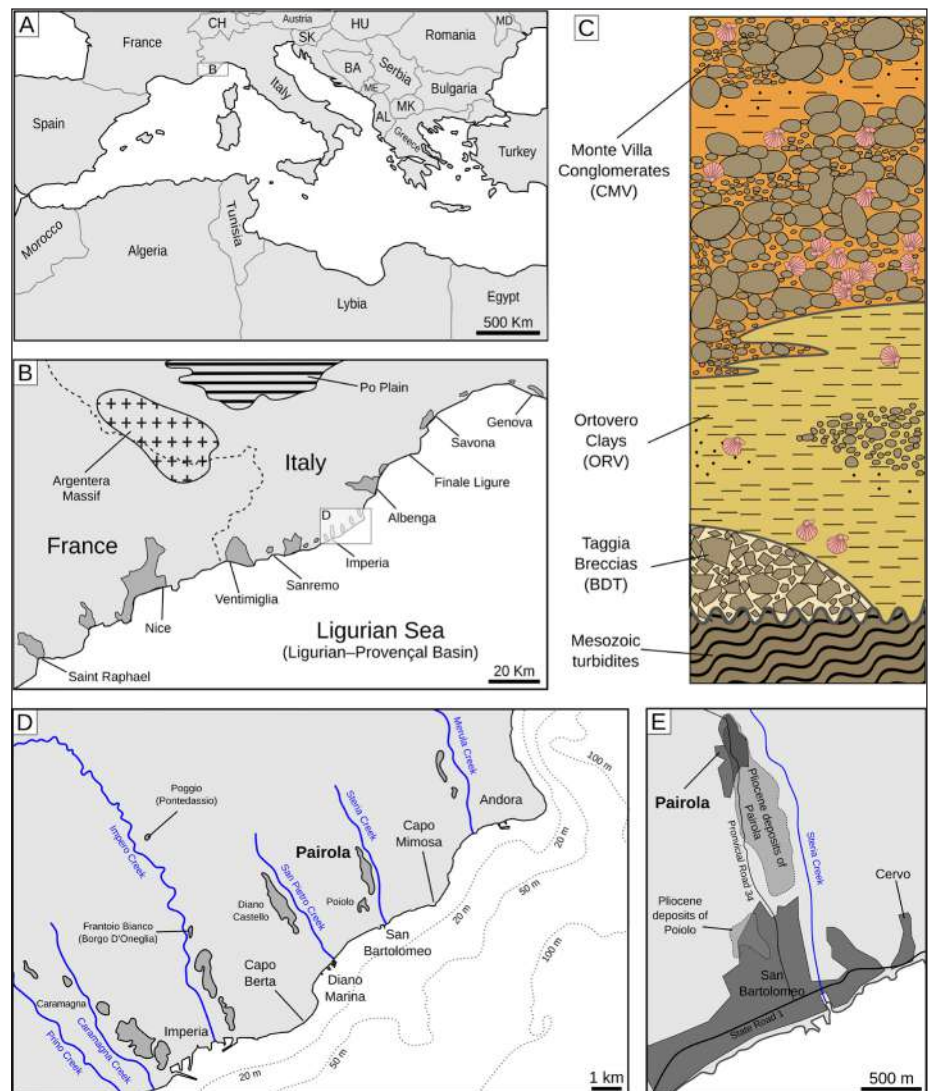 A
CH
Austria
HU
MD
SK
France
Romania
B
BA
Serbia
Italy
ME
Bulgaria
MK
AL
Spain
Greece
Turkey
Morocco
Algeria
Tunisia
Lybia
Egypt
500 Km
B
Po Plain
Genova
Savona
Italy
Argentera
Massif
Finale Ligure
D
Albenga
France
Imperia
Sanremo
Ventimiglia
Nice
Ligurian Sea
(Ligurian–Provençal Basin)
Saint Raphael
20 Km
C
Monte Villa
Conglomerates
(CMV)
Ortovero
Clays
(ORV)
Taggia
Breccias
(BDT)
Mesozoic
turbidites
D
Merula Creek
100 m
Poggio
(Pontedassio)
Steria Creek
Andora
Impero Creek
Capo
Mimosa
20 m
50 m
Pairola
San Pietro Creek
Diano
Castello
Poiolo
20 m
Frantoio Bianco
(Borgo D'Oneglia)
50 m
San
Bartolomeo
100 m
Capo
Berta
Diano
Marina
Caramagna
Imperia
Caramagna Creek
Prino Creek
20 m
50 m
1 km
E
Pairola
Pliocene deposits of
Pairola
Steria Creek
Pronvicial Road 34
Cervo
Pliocene
deposits of
Poiolo
San
Bartolomeo
State Road 1
500 m